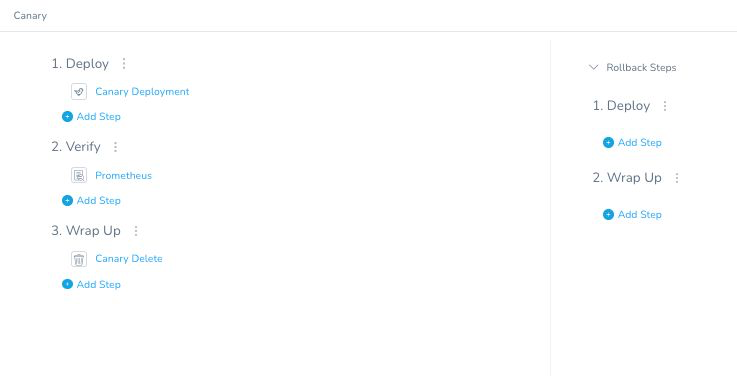 Canary
1. Deploy
Canary Deployment
Add Step
2. Verify
Prometheus
Add Step
3. Wrap Up
Canary Delete
Add Step
Rollback Steps
1. Deploy
Add Step
2. Wrap Up
Add Step